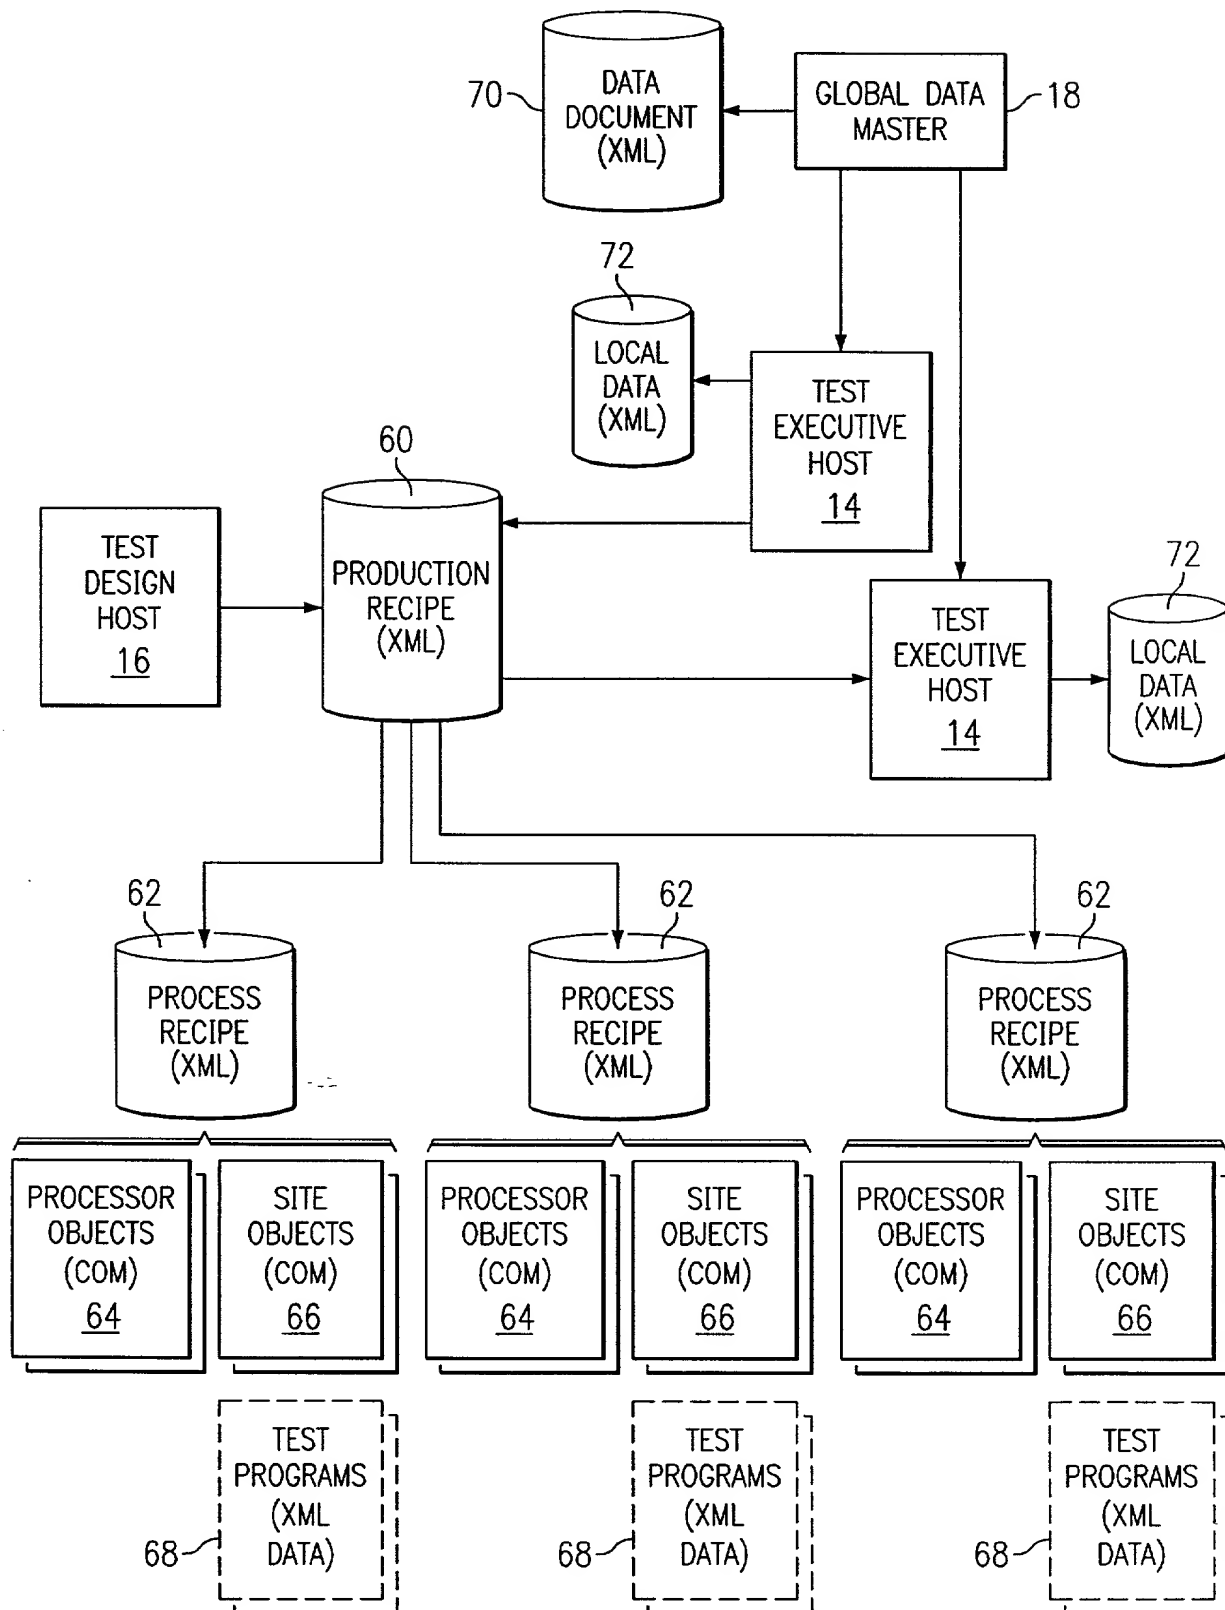 70
DATA
DOCUMENT
(XML)
GLOBAL DATA
MASTER
18
72
LOCAL
DATA
(XML)
TEST
EXECUTIVE
HOST
14
60
TEST
DESIGN
HOST
16
PRODUCTION
RECIPE
(XML)
TEST
EXECUTIVE
HOST
14
72
LOCAL
DATA
(XML)
62
PROCESS
RECIPE
(XML)
62
PROCESS
RECIPE
(XML)
62
PROCESS
RECIPE
(XML)
PROCESSOR
OBJECTS
(COM)
64
SITE
OBJECTS
(COM)
66
PROCESSOR
OBJECTS
(COM)
64
SITE
OBJECTS
(COM)
66
PROCESSOR
OBJECTS
(COM)
64
SITE
OBJECTS
(COM)
66
TEST
PROGRAMS
(XML
DATA)
68
TEST
PROGRAMS
(XML
DATA)
68
TEST
PROGRAMS
(XML
DATA)
68